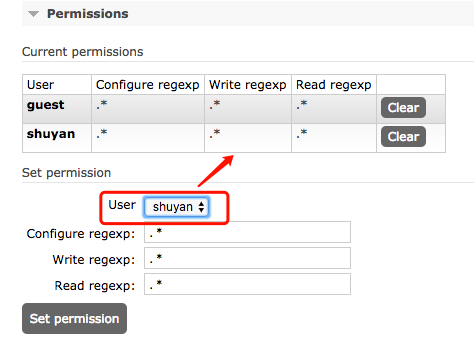 Permissions
Current permissions
User Configure regexp Write regexp Read regexp
guest .* .* .* Clear
shuyan .* .* .* Clear
Set permission
User shuyan
Configure regexp: .*
Write regexp: .*
Read regexp: .*
Set permission